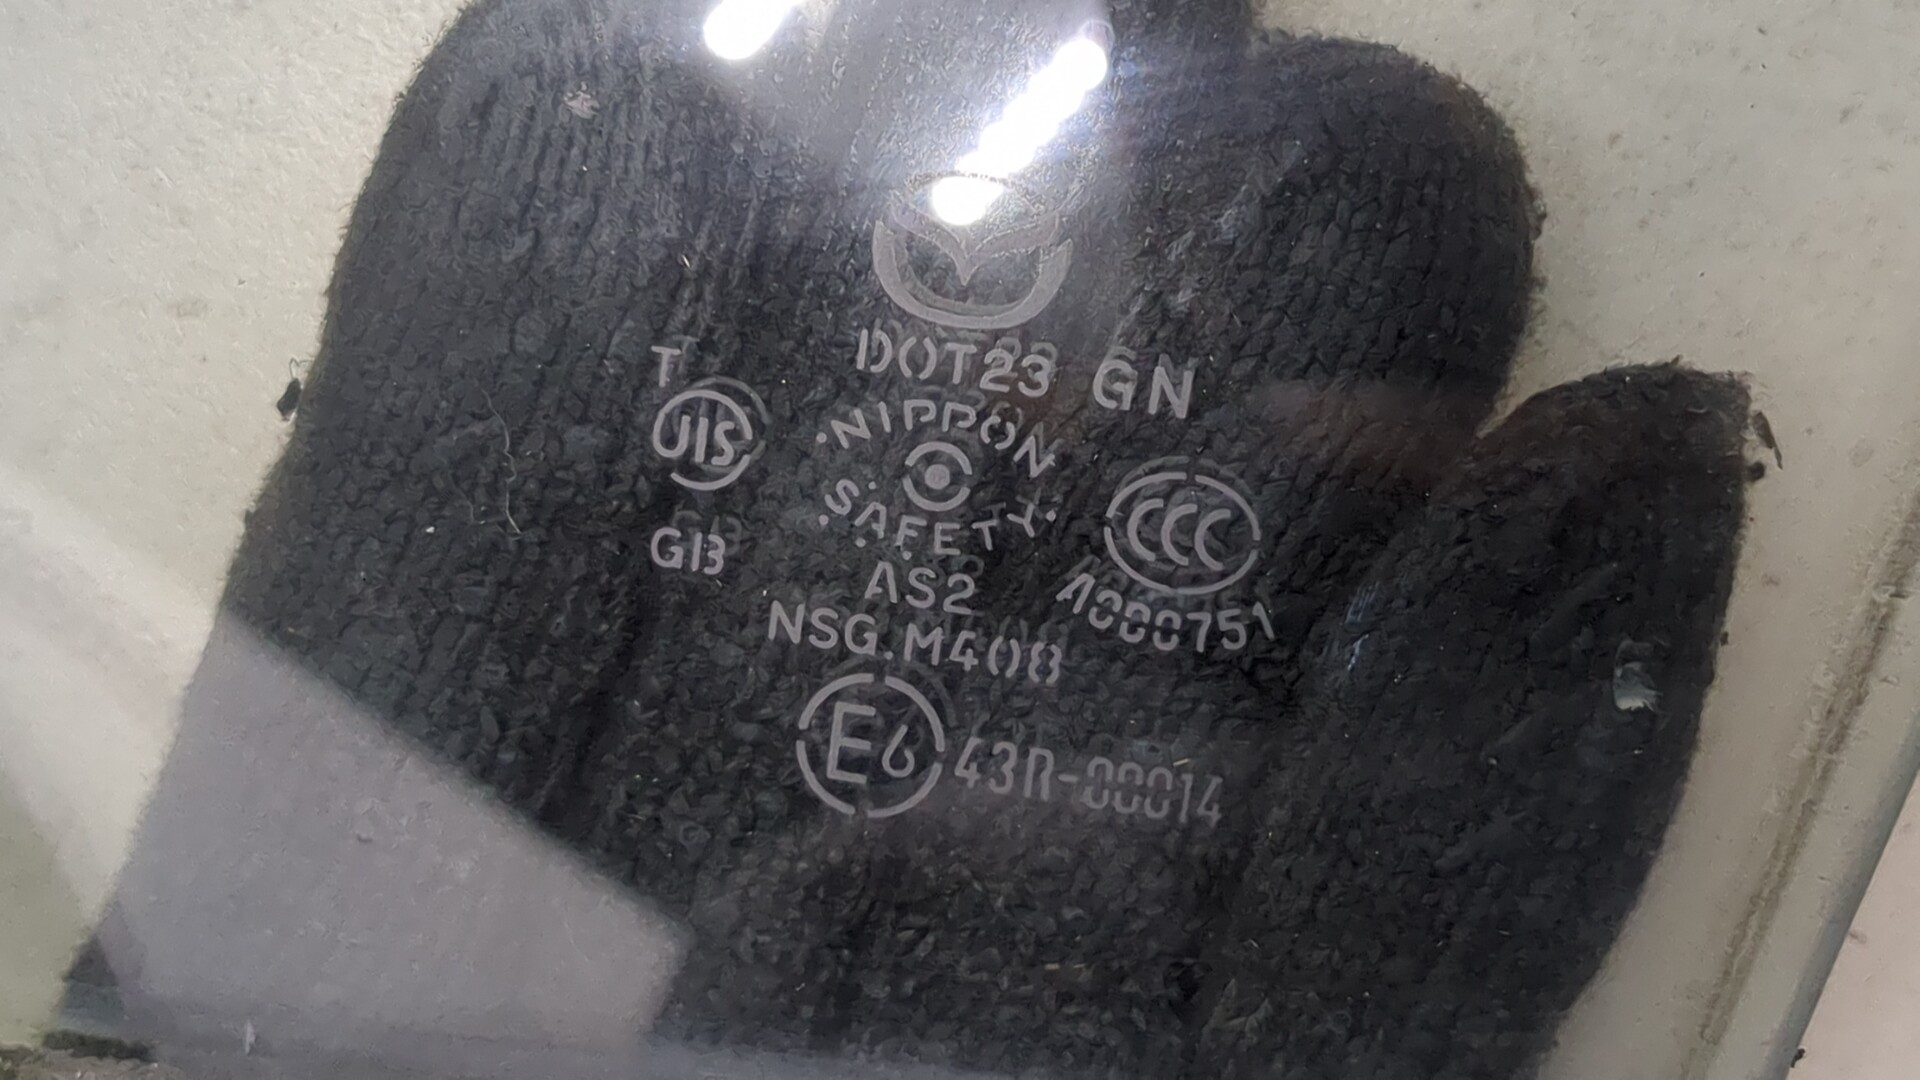 DOT23 GN
T
JIS
GB
NIPPON
SAFETY
CCC
A000751
AS2
NSG.M408
E6 43R-00014